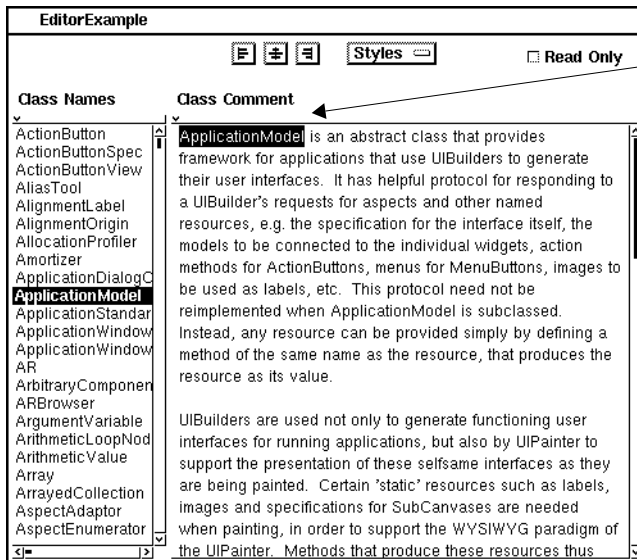 EditorExample
Styles
Read Only
Class Names
Class Comment
ActionButton
ActionButtonSpec
ActionButtonView
AliasTool
AlignmentLabel
AlignmentOrigin
AllocationProfiler
Amortizer
ApplicationDialogC
ApplicationModel
ApplicationStandar
ApplicationWindow
ApplicationWindow
AR
ArbitraryComponen
ARBrowser
ArgumentVariable
ArithmeticLoopNod
ArithmeticValue
Array
ArrayedCollection
AspectAdaptor
AspectEnumerator
ApplicationModel is an abstract class that provides
framework for applications that use UIBuilders to generate
their user interfaces.  It has helpful protocol for responding to
a UIBuilder's requests for aspects and other named
resources, e.g. the specification for the interface itself, the
models to be connected to the individual widgets, action
methods for ActionButtons, menus for MenuButtons, images to
be used as labels, etc.  This protocol need not be
reimplemented when ApplicationModel is subclassed.
Instead, any resource can be provided simply by defining a
method of the same name as the resource, that produces the
resource as its value.
UIBuilders are used not only to generate functioning user
interfaces for running applications, but also by UIPainter to
support the presentation of these selfsame interfaces as they
are being painted.  Certain 'static' resources such as labels,
images and specifications for SubCanvases are needed
when painting, in order to support the WYSIWYG paradigm of
the UIPainter.  Methods that produce these resources thus